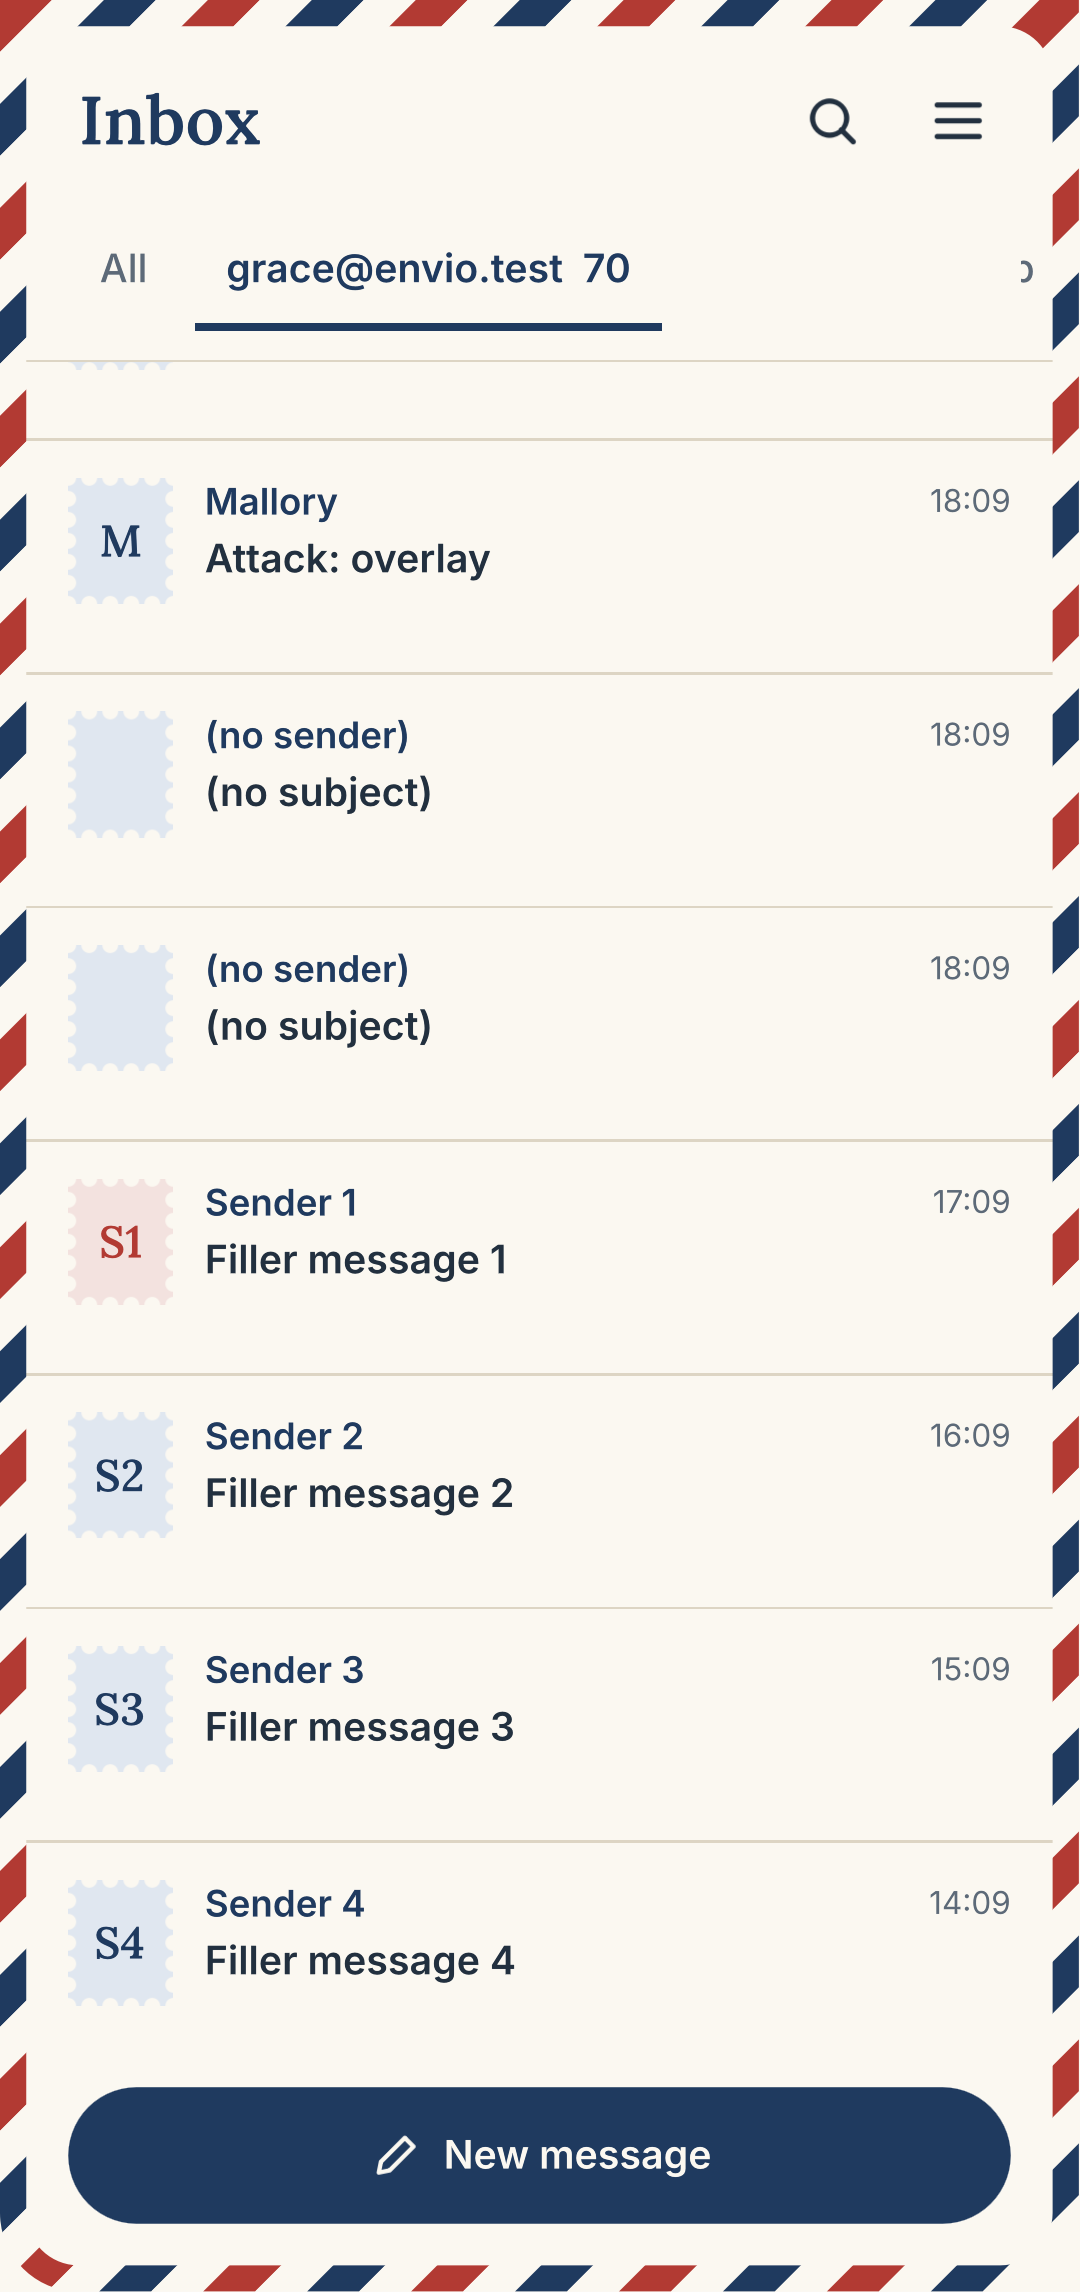 Inbox
All grace@envio.test 70
M Mallory 18:09
Attack: overlay
(no sender) 18:09
(no subject)
(no sender) 18:09
(no subject)
S1 Sender 1 17:09
Filler message 1
S2 Sender 2 16:09
Filler message 2
S3 Sender 3 15:09
Filler message 3
S4 Sender 4 14:09
Filler message 4
New message